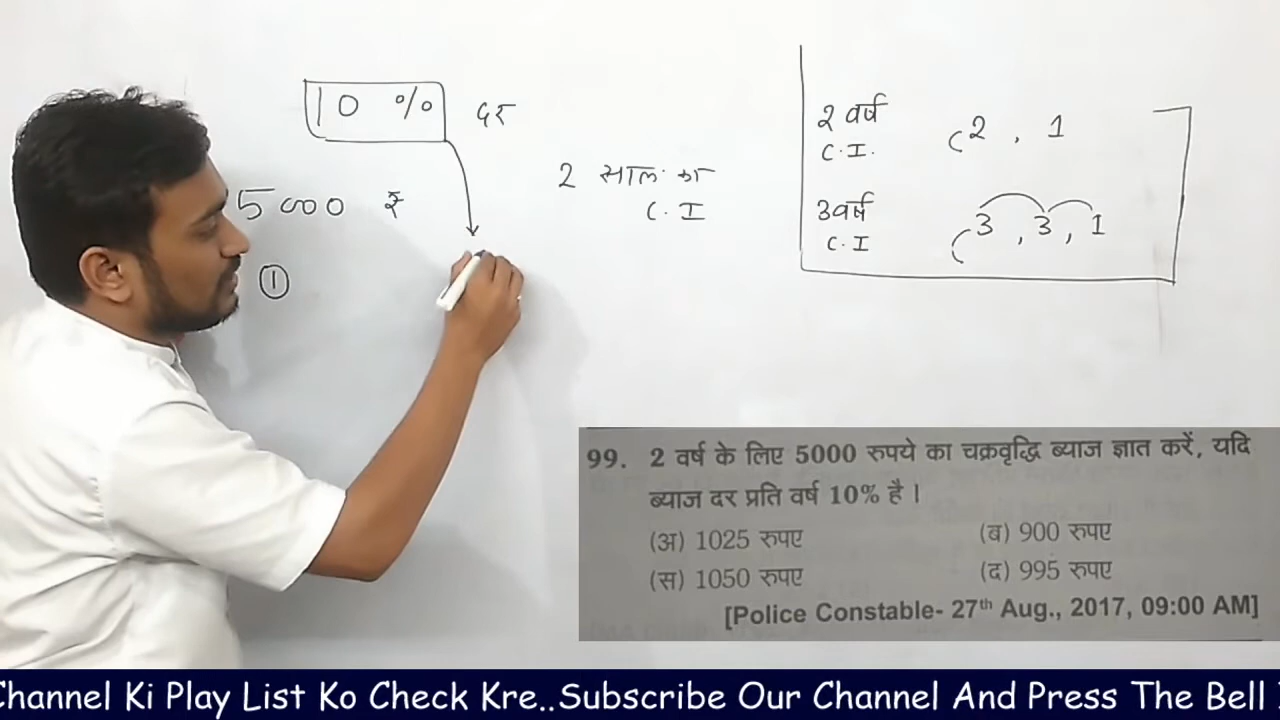 10 % दर
5000 ₹
①
2 साल का
C.I
2 वर्ष
C.I.
2 , 1
3 वर्ष
C.I
3 , 3 , 1
99. 2 वर्ष के लिए 5000 रुपये का चक्रवृद्धि ब्याज ज्ञात करें, यदि
ब्याज दर प्रति वर्ष 10% है।
(अ) 1025 रुपए (ब) 900 रुपए
(स) 1050 रुपए (द) 995 रुपए
[Police Constable- 27th Aug., 2017, 09:00 AM]
Channel Ki Play List Ko Check Kre..Subscribe Our Channel And Press The Bell